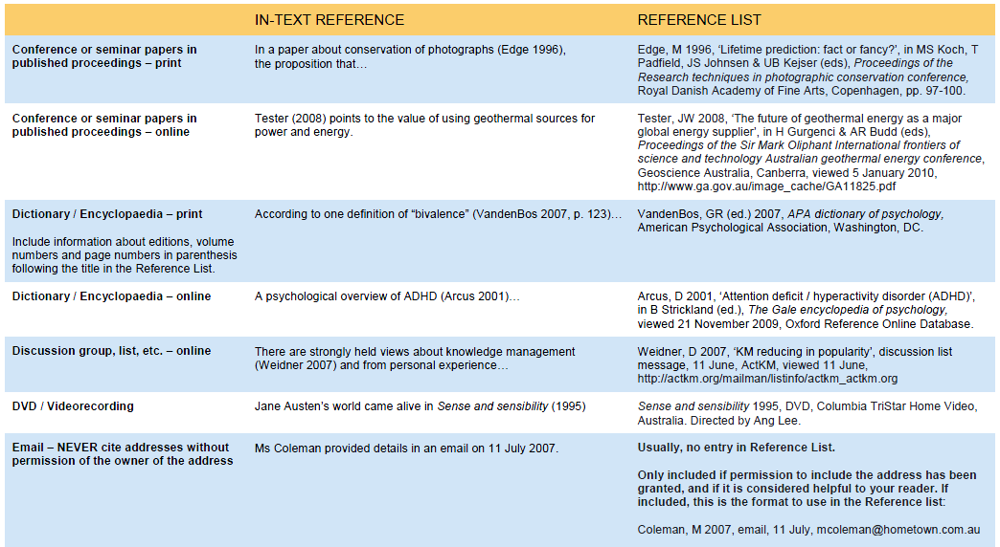 IN-TEXT REFERENCE
REFERENCE LIST
Conference or seminar papers in
published proceedings – print
In a paper about conservation of photographs (Edge 1996),
the proposition that…
Edge, M 1996, ‘Lifetime prediction: fact or fancy?’, in MS Koch, T
Padfield, JS Johnsen & UB Kejser (eds), Proceedings of the
Research techniques in photographic conservation conference,
Royal Danish Academy of Fine Arts, Copenhagen, pp. 97-100.
Conference or seminar papers in
published proceedings – online
Tester (2008) points to the value of using geothermal sources for
power and energy.
Tester, JW 2008, ‘The future of geothermal energy as a major
global energy supplier’, in H Gurgenci & AR Budd (eds),
Proceedings of the Sir Mark Oliphant International frontiers of
science and technology Australian geothermal energy conference,
Geoscience Australia, Canberra, viewed 5 January 2010,
http://www.ga.gov.au/image_cache/GA11825.pdf
Dictionary / Encyclopaedia – print
Include information about editions, volume
numbers and page numbers in parenthesis
following the title in the Reference List.
According to one definition of “bivalence” (VandenBos 2007, p. 123)…
VandenBos, GR (ed.) 2007, APA dictionary of psychology,
American Psychological Association, Washington, DC.
Dictionary / Encyclopaedia – online
A psychological overview of ADHD (Arcus 2001)…
Arcus, D 2001, ‘Attention deficit / hyperactivity disorder (ADHD)’,
in B Strickland (ed.), The Gale encyclopedia of psychology,
viewed 21 November 2009, Oxford Reference Online Database.
Discussion group, list, etc. – online
There are strongly held views about knowledge management
(Weidner 2007) and from personal experience…
Weidner, D 2007, ‘KM reducing in popularity’, discussion list
message, 11 June, ActKM, viewed 11 June,
http://actkm.org/mailman/listinfo/actkm_actkm.org
DVD / Videorecording
Jane Austen’s world came alive in Sense and sensibility (1995)
Sense and sensibility 1995, DVD, Columbia TriStar Home Video,
Australia. Directed by Ang Lee.
Email – NEVER cite addresses without
permission of the owner of the address
Ms Coleman provided details in an email on 11 July 2007.
Usually, no entry in Reference List.
Only included if permission to include the address has been
granted, and if it is considered helpful to your reader. If
included, this is the format to use in the Reference list:
Coleman, M 2007, email, 11 July, mcoleman@hometown.com.au